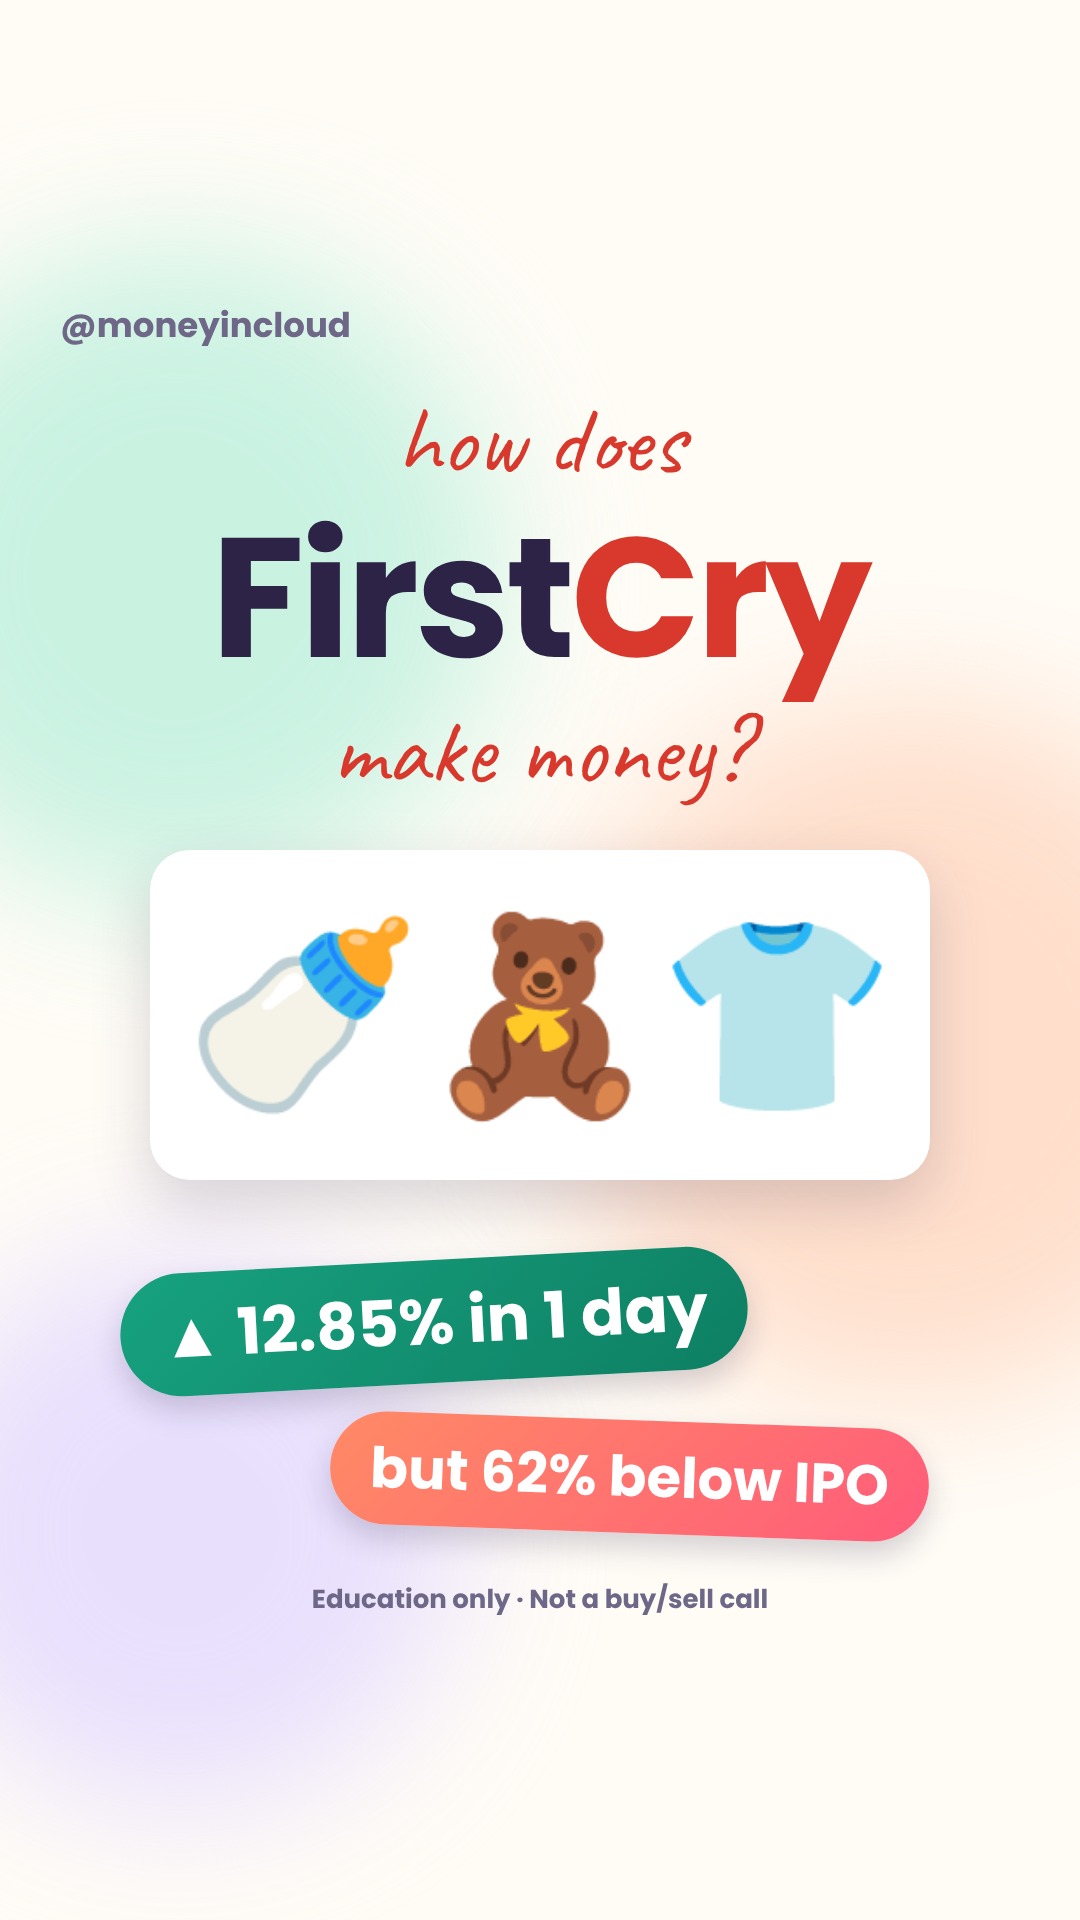 @moneyincloud
how does
FirstCry
make money?
▲ 12.85% in 1 day
but 62% below IPO
Education only · Not a buy/sell call